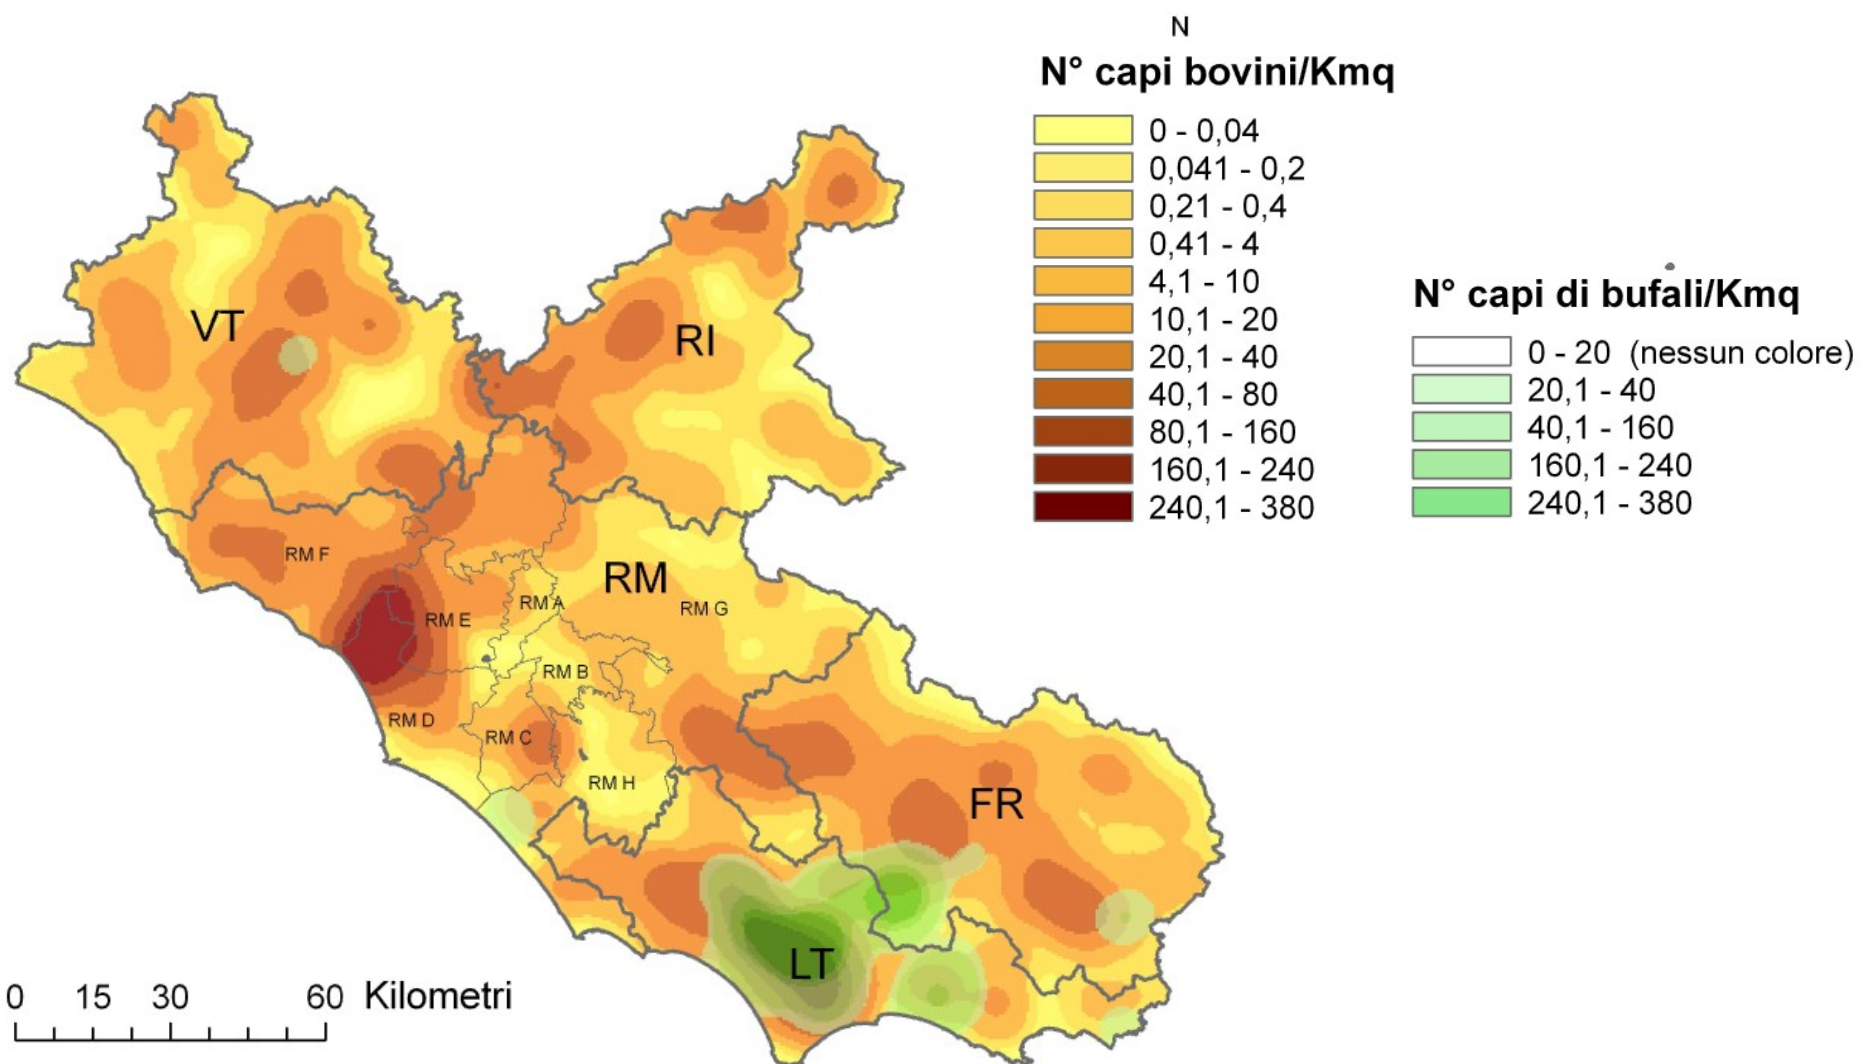 N
N° capi bovini/Kmq
0 - 0,04
0,041 - 0,2
0,21 - 0,4
0,41 - 4
4,1 - 10
10,1 - 20
20,1 - 40
40,1 - 80
80,1 - 160
160,1 - 240
240,1 - 380
N° capi di bufali/Kmq
0 - 20 (nessun colore)
20,1 - 40
40,1 - 160
160,1 - 240
240,1 - 380
VT
RI
RM F
RM
RM E
RM A
RM G
RM B
RM D
RM C
RM H
FR
LT
0 15 30 60 Kilometri